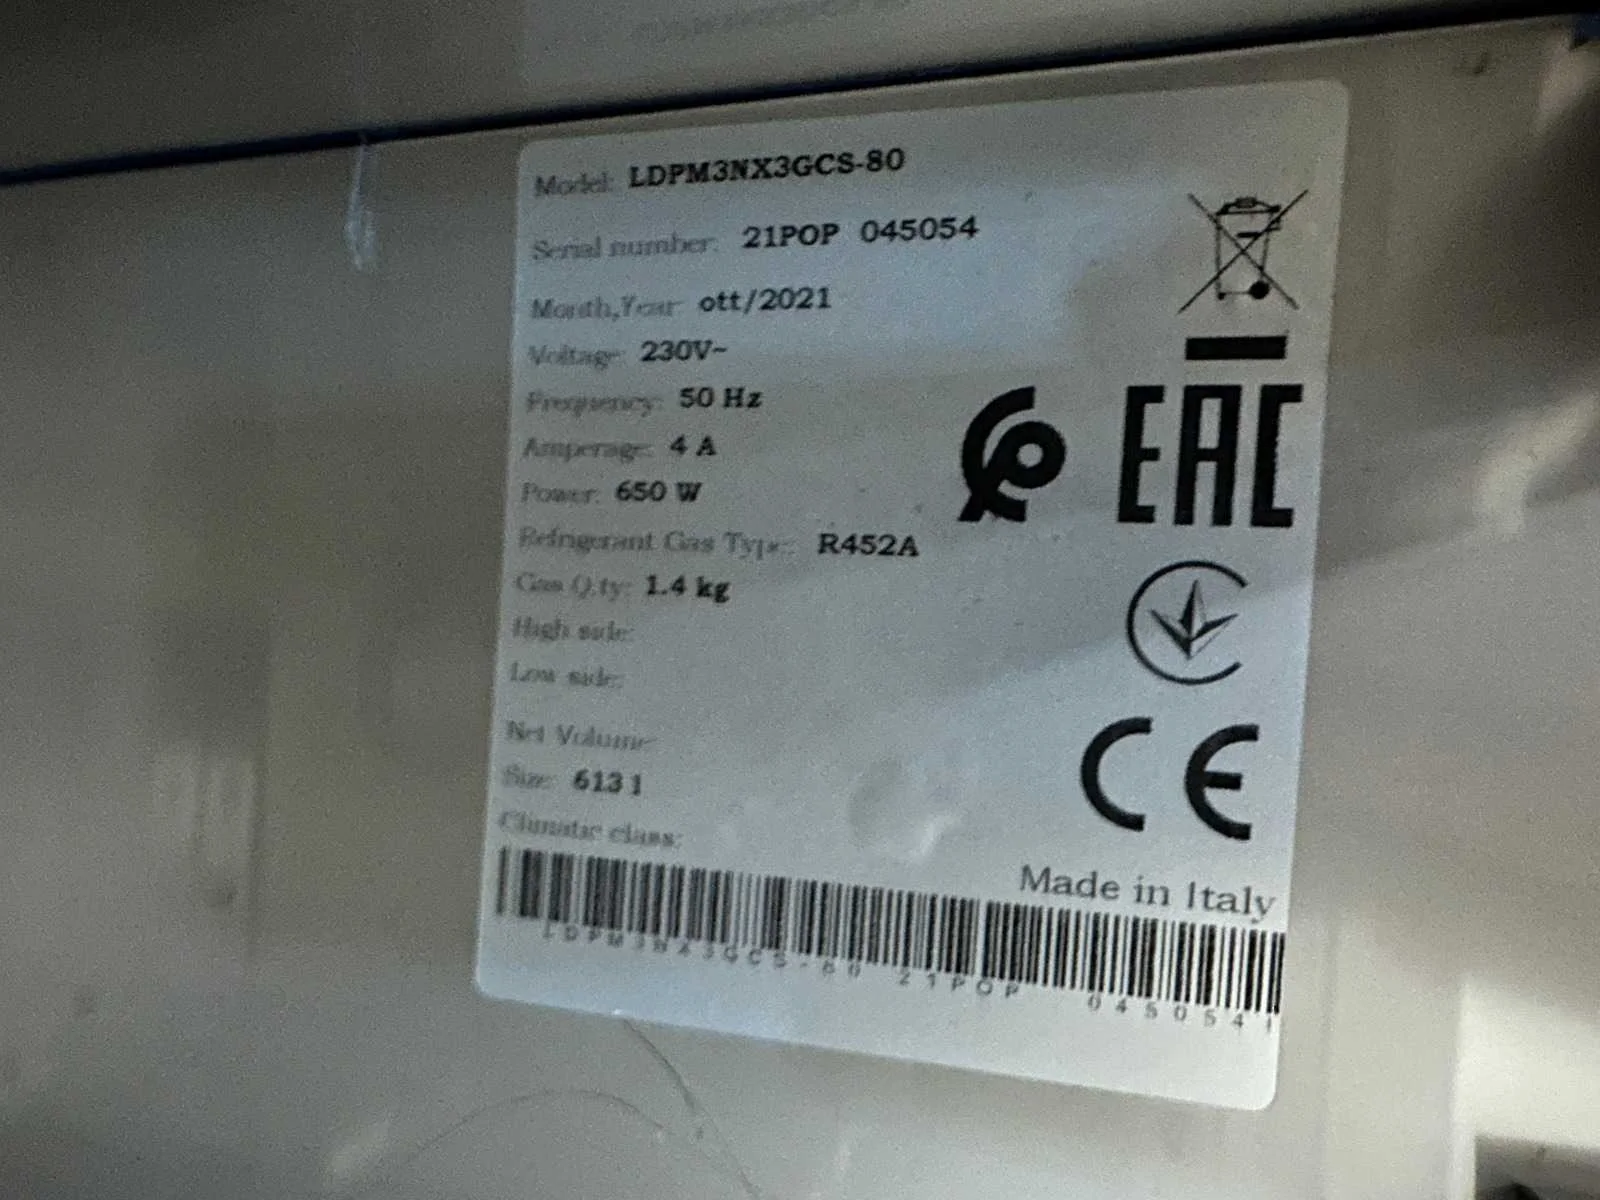 Model: LDPM3NX3GCS-80
Serial number: 21POP 045054
Month,Year: ott/2021
Voltage: 230V~
Frequency: 50 Hz
Amperage: 4 A
Power: 650 W
Refrigerant Gas Type: R452A
Gas Q.ty: 1.4 kg
High side:
Low side:
Net Volume
Size: 613 l
Climatic class:
EAC
CE
Made in Italy
LDPM3NX3GCS-80 21POP 045054